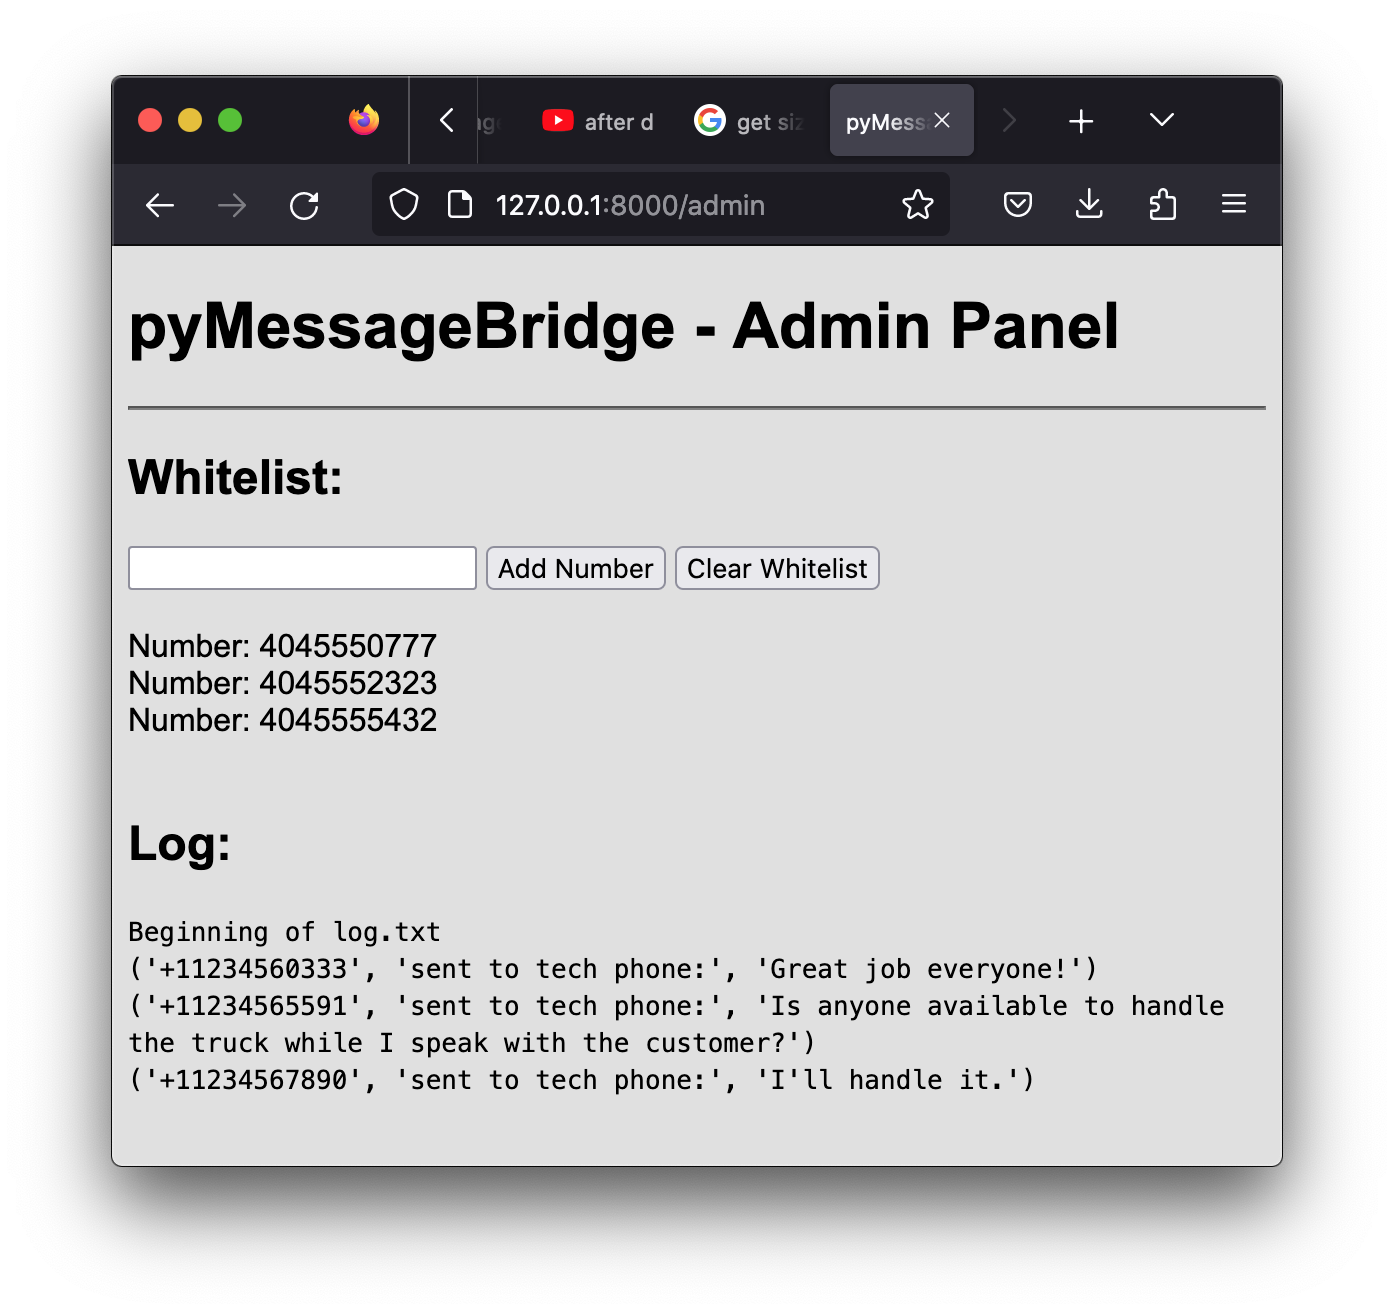 after d
get siz
pyMess
127.0.0.1:8000/admin
pyMessageBridge - Admin Panel
Whitelist:
Add Number
Clear Whitelist
Number: 4045550777
Number: 4045552323
Number: 4045555432
Log:
Beginning of log.txt
('+11234560333', 'sent to tech phone:', 'Great job everyone!')
('+11234565591', 'sent to tech phone:', 'Is anyone available to handle
the truck while I speak with the customer?')
('+11234567890', 'sent to tech phone:', 'I'll handle it.')